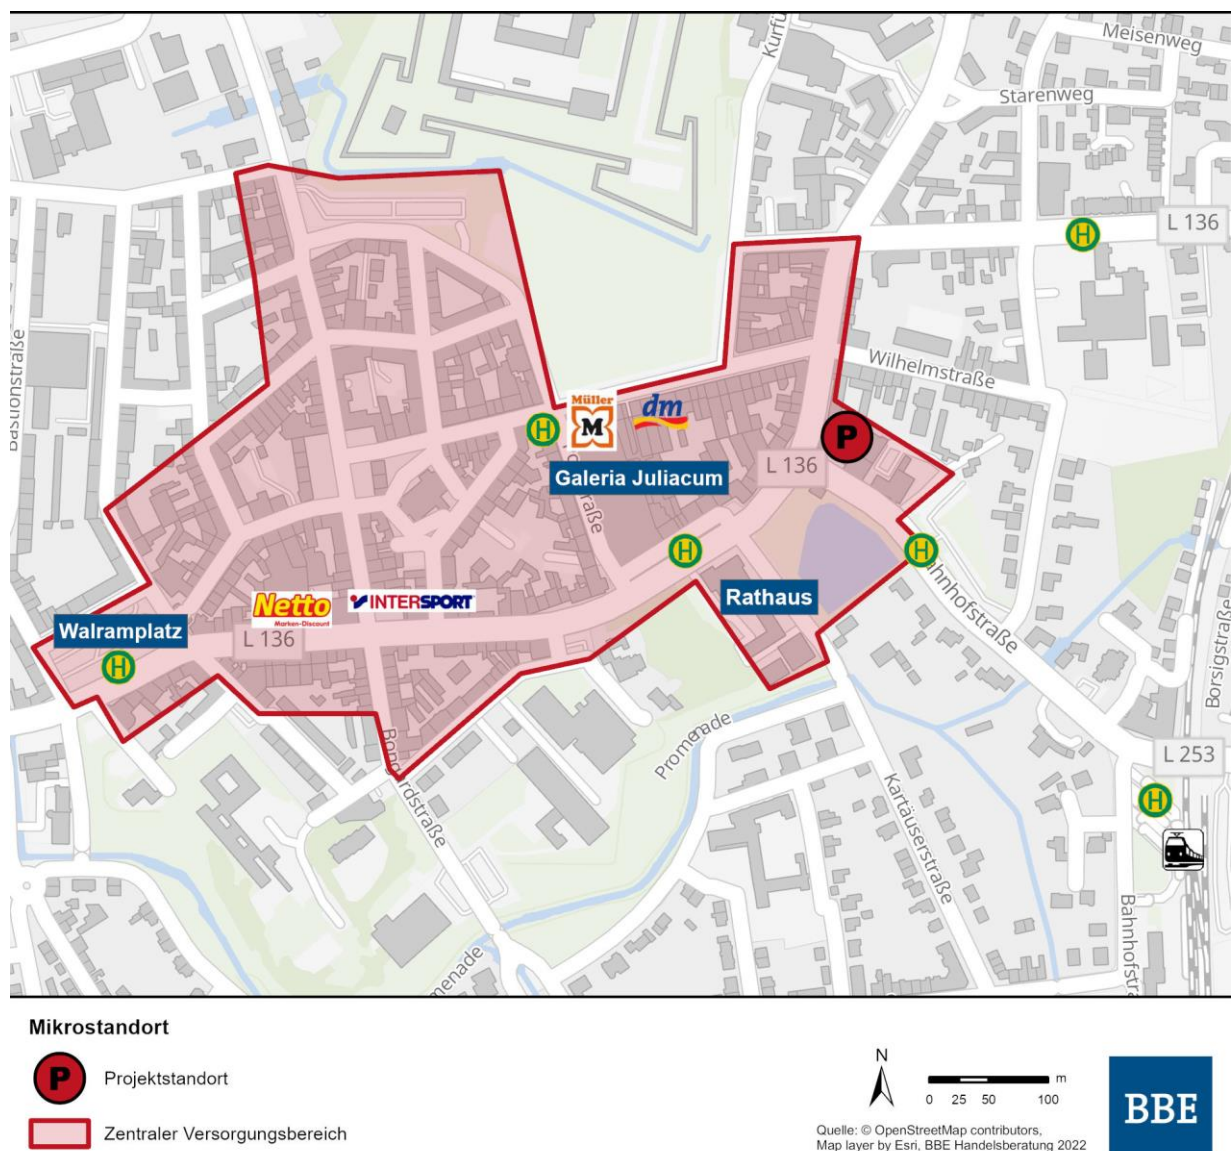 Meisenweg
Kurfü
Starenweg
L 136
H
Bastionstraße
Wilhelmstraße
Müller
M
dm
H
P
L 136
Galeria Juliacum
straße
H
H
Bahnhofstraße
Netto
Marken-Discount
INTERSPORT
Rathaus
Walramplatz
L 136
H
Borsigstraße
Promenade
Bongardstraße
L 253
Kartäuserstraße
H
Bahnhofstra
menade
Mikrostandort
P
Projektstandort
Zentraler Versorgungsbereich
N
m
0 25 50 100
Quelle: © OpenStreetMap contributors,
Map layer by Esri, BBE Handelsberatung 2022
BBE